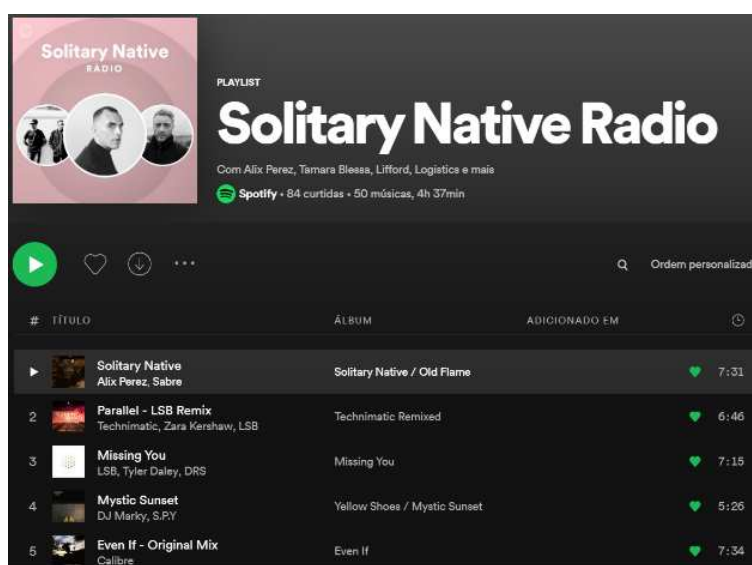 Solitary Native
RADIO
PLAYLIST
Solitary Native Radio
Com Alix Perez, Tamara Blessa, Lifford, Logistics e mais
Spotify • 84 curtidas • 50 músicas, 4h 37min
Ordem personalizad
# TÍTULO ÁLBUM ADICIONADO EM
Solitary Native
Alix Perez, Sabre
Solitary Native / Old Flame
7:31
2
Parallel - LSB Remix
Technimatic, Zara Kershaw, LSB
Technimatic Remixed
6:46
3
Missing You
LSB, Tyler Daley, DRS
Missing You
7:15
4
Mystic Sunset
DJ Marky, S.P.Y
Yellow Shoes / Mystic Sunset
5:26
5
Even If - Original Mix
Calibre
Even If
7:34